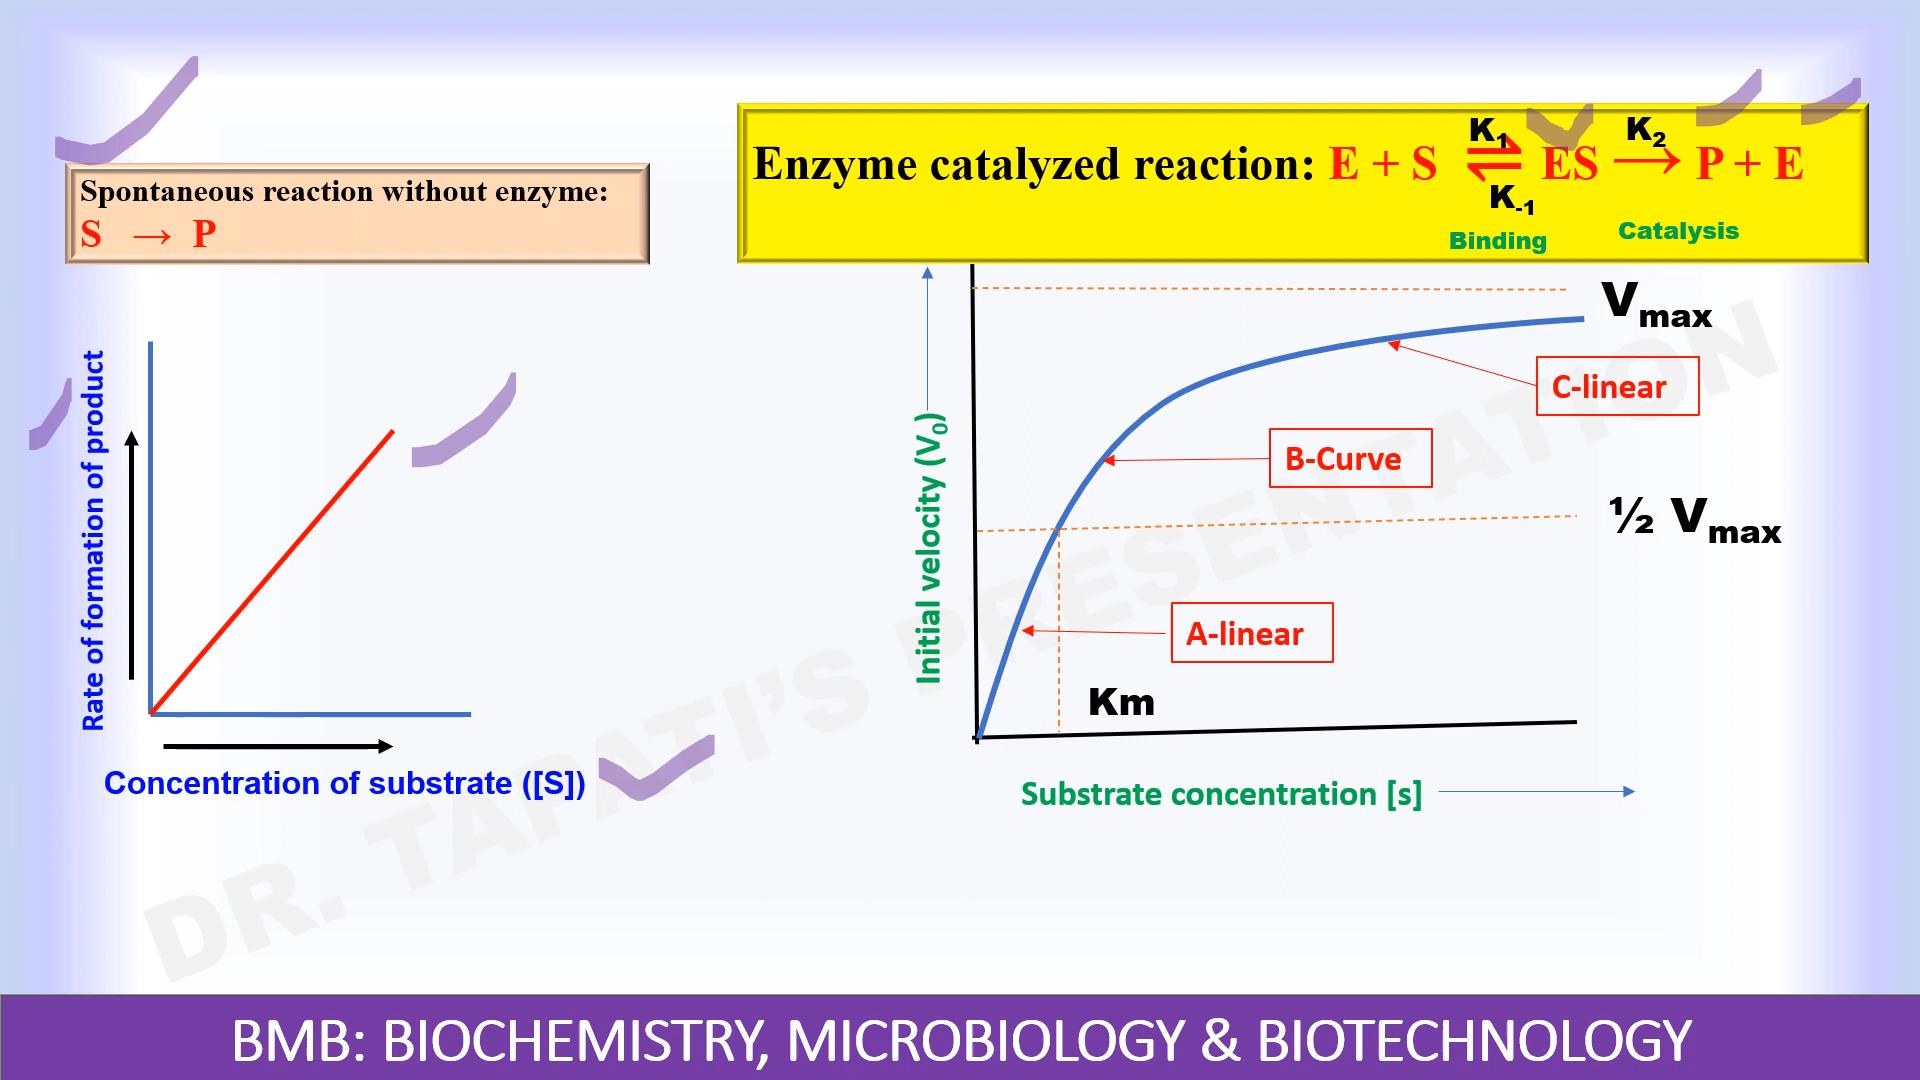 Spontaneous reaction without enzyme:
S → P
Enzyme catalyzed reaction: E + S ⇌ ES → P + E
K1
K-1
K2
Binding
Catalysis
Rate of formation of product
Concentration of substrate ([S])
Initial velocity (V0)
Vmax
C-linear
B-Curve
½ Vmax
A-linear
Km
Substrate concentration [s]
DR. TAPATI'S PRESENTATION
BMB: BIOCHEMISTRY, MICROBIOLOGY & BIOTECHNOLOGY